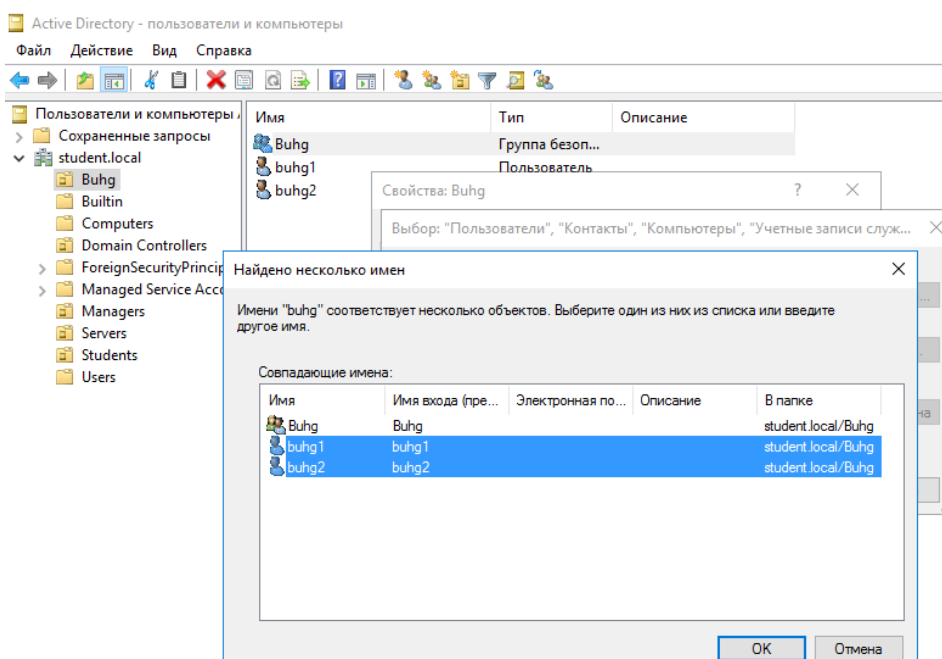 Active Directory - пользователи и компьютеры
Файл Действие Вид Справка
Пользователи и компьютеры
Сохраненные запросы
student.local
Buhg
Builtin
Computers
Domain Controllers
ForeignSecurityPrincip
Managed Service Acco
Managers
Servers
Students
Users
Имя Тип Описание
Buhg Группа безоп...
buhg1 Пользователь
buhg2
Свойства: Buhg ?
Выбор: "Пользователи", "Контакты", "Компьютеры", "Учетные записи служ...
Найдено несколько имен
Имени "buhg" соответствует несколько объектов. Выберите один из них из списка или введите
другое имя.
Совпадающие имена:
Имя Имя входа (пре... Электронная по... Описание В папке
Buhg Buhg student.local/Buhg
buhg1 buhg1 student.local/Buhg
buhg2 buhg2 student.local/Buhg
OK Отмена